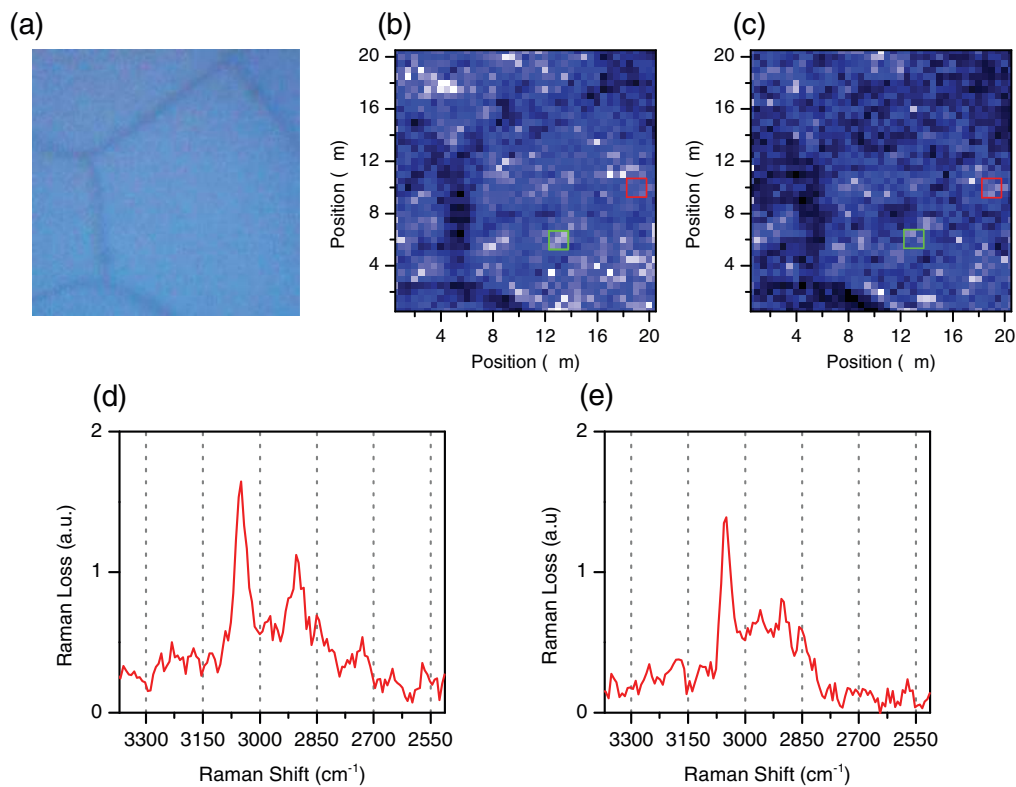 (a)
(b)
(c)
20
16
12
8
4
Position ( m)
4 8 12 16 20
Position ( m)
20
16
12
8
4
Position ( m)
4 8 12 16 20
Position ( m)
(d)
(e)
2
1
0
Raman Loss (a.u.)
3300 3150 3000 2850 2700 2550
Raman Shift (cm⁻¹)
2
1
0
Raman Loss (a.u)
3300 3150 3000 2850 2700 2550
Raman Shift (cm⁻¹)